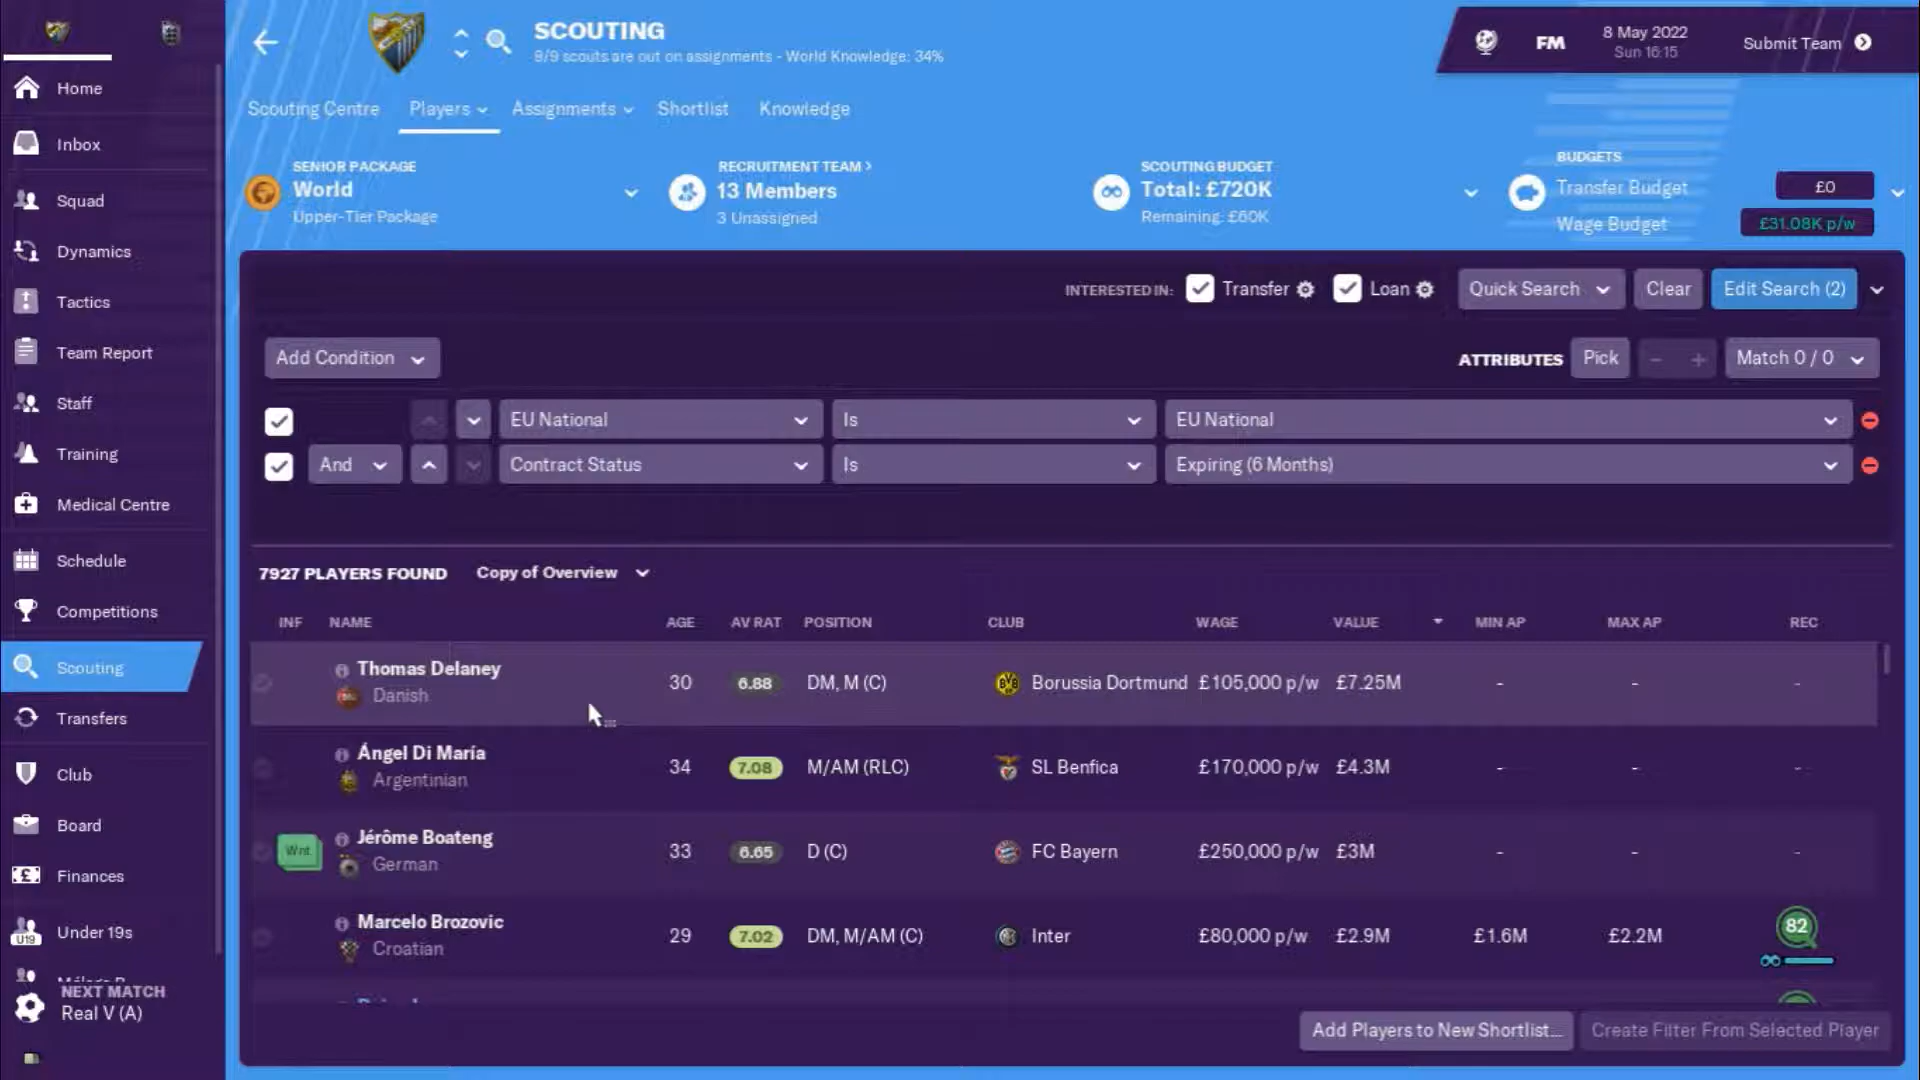 SCOUTING
9/9 scouts are out on assignments - World Knowledge: 34%
FM
8 May 2022
Sun 16:15
Submit Team
Home
Inbox
Squad
Dynamics
Tactics
Team Report
Staff
Training
Medical Centre
Schedule
Competitions
Scouting
Transfers
Club
Board
Finances
U19
Under 19s
NEXT MATCH
Real V (A)
Scouting Centre
Players
Assignments
Shortlist
Knowledge
SENIOR PACKAGE
World
Upper-Tier Package
RECRUITMENT TEAM >
13 Members
3 Unassigned
SCOUTING BUDGET
Total: £720K
Remaining: £60K
BUDGETS
Transfer Budget £0
Wage Budget £31.08K p/w
INTERESTED IN: Transfer Loan Quick Search Clear Edit Search (2)
Add Condition ATTRIBUTES Pick - + Match 0 / 0
EU National Is EU National
And Contract Status Is Expiring (6 Months)
7927 PLAYERS FOUND Copy of Overview
INF NAME AGE AV RAT POSITION CLUB WAGE VALUE MIN AP MAX AP REC
Thomas Delaney
Danish
30 6.88 DM, M (C) Borussia Dortmund £105,000 p/w £7.25M - - -
Ángel Di María
Argentinian
34 7.08 M/AM (RLC) SL Benfica £170,000 p/w £4.3M - - -
Wnt
Jérôme Boateng
German
33 6.65 D (C) FC Bayern £250,000 p/w £3M - - -
Marcelo Brozovic
Croatian
29 7.02 DM, M/AM (C) Inter £80,000 p/w £2.9M £1.6M £2.2M 82
Add Players to New Shortlist... Create Filter From Selected Player